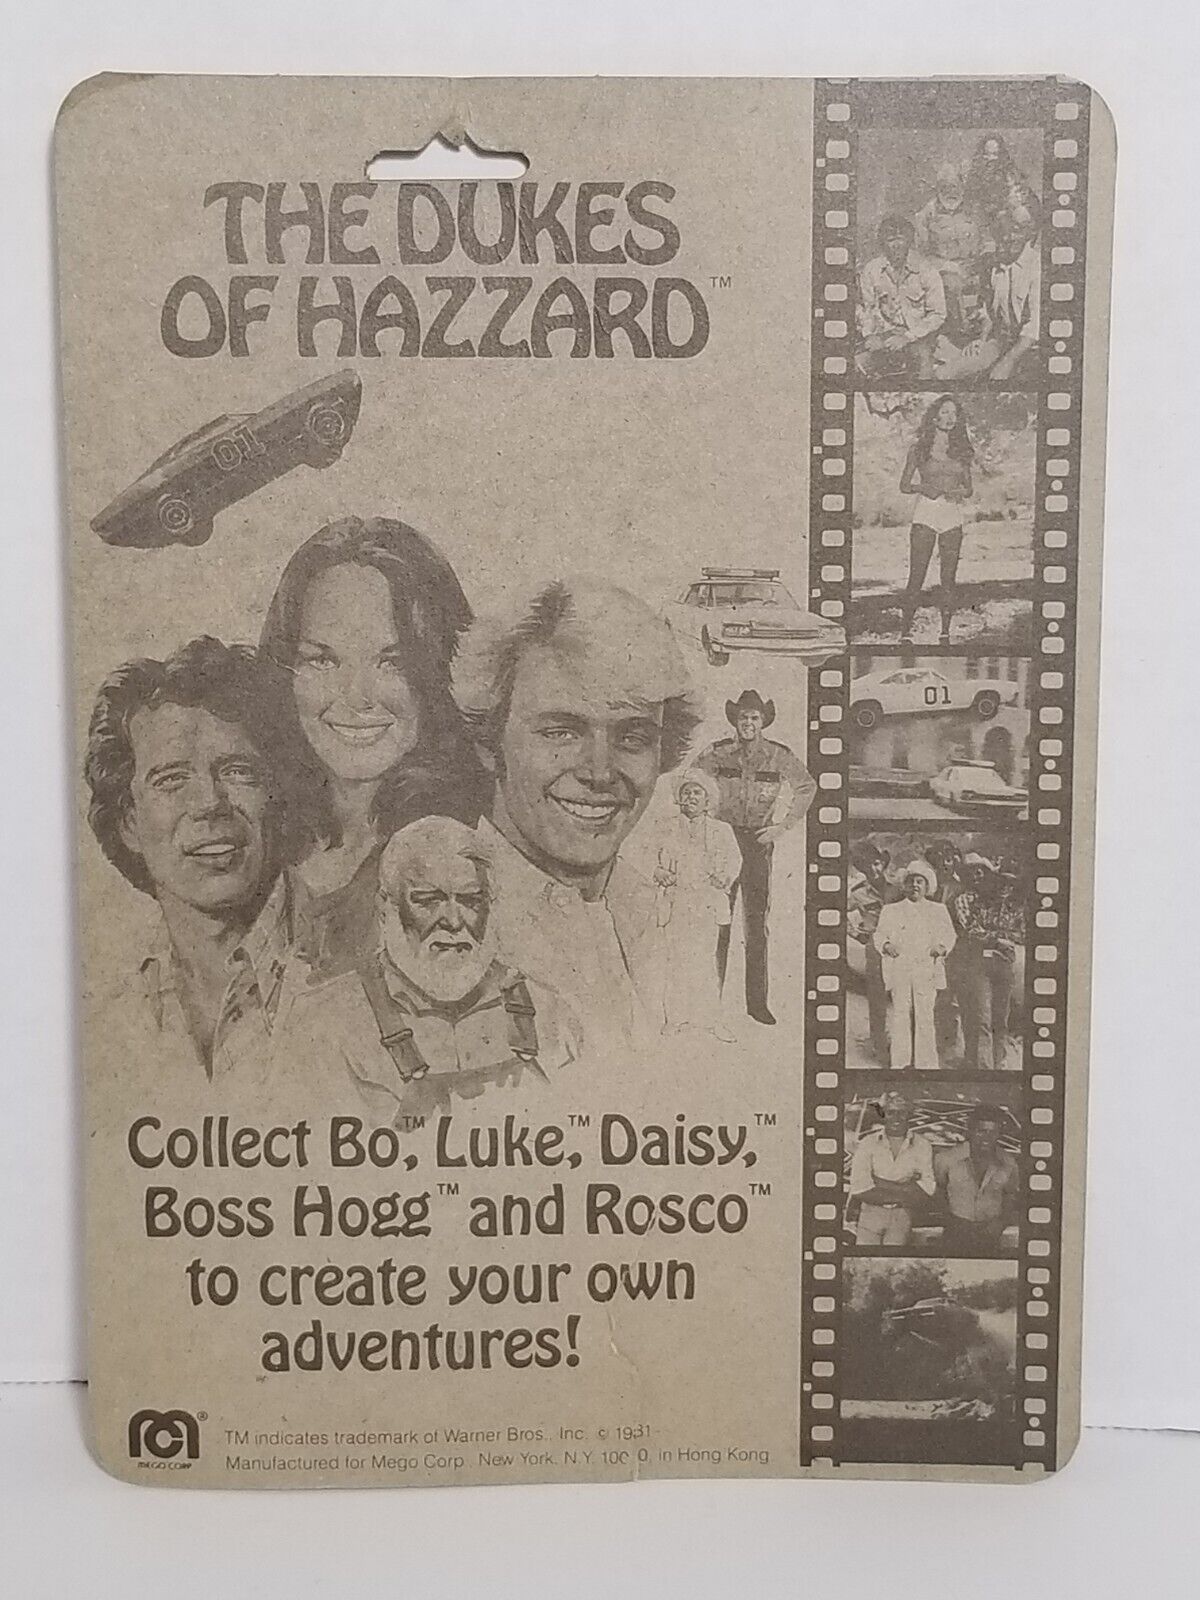 THE DUKES
OF HAZZARD™
01
01
Collect Bo,™ Luke,™ Daisy,™
Boss Hogg™ and Rosco™
to create your own
adventures!
MEGO CORP ®
TM indicates trademark of Warner Bros., Inc. © 1981
Manufactured for Mego Corp., New York, N.Y. in Hong Kong